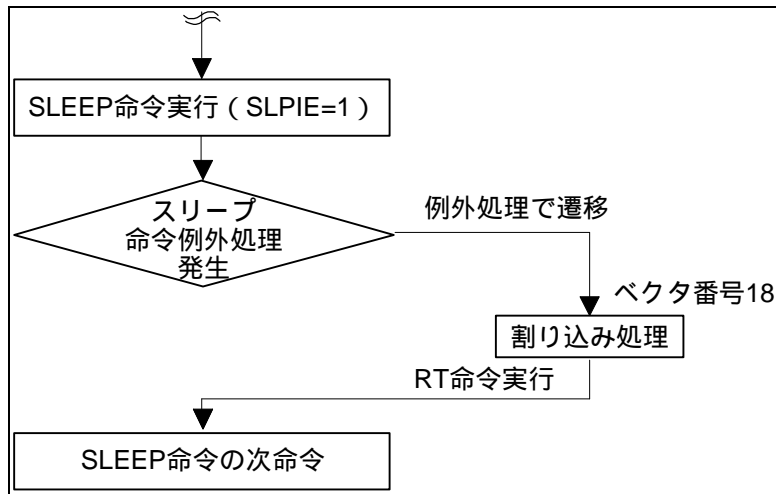 SLEEP命令実行（SLPIE=1）
スリープ
命令例外処理
発生
例外処理で遷移
ベクタ番号18
割り込み処理
RT命令実行
SLEEP命令の次命令